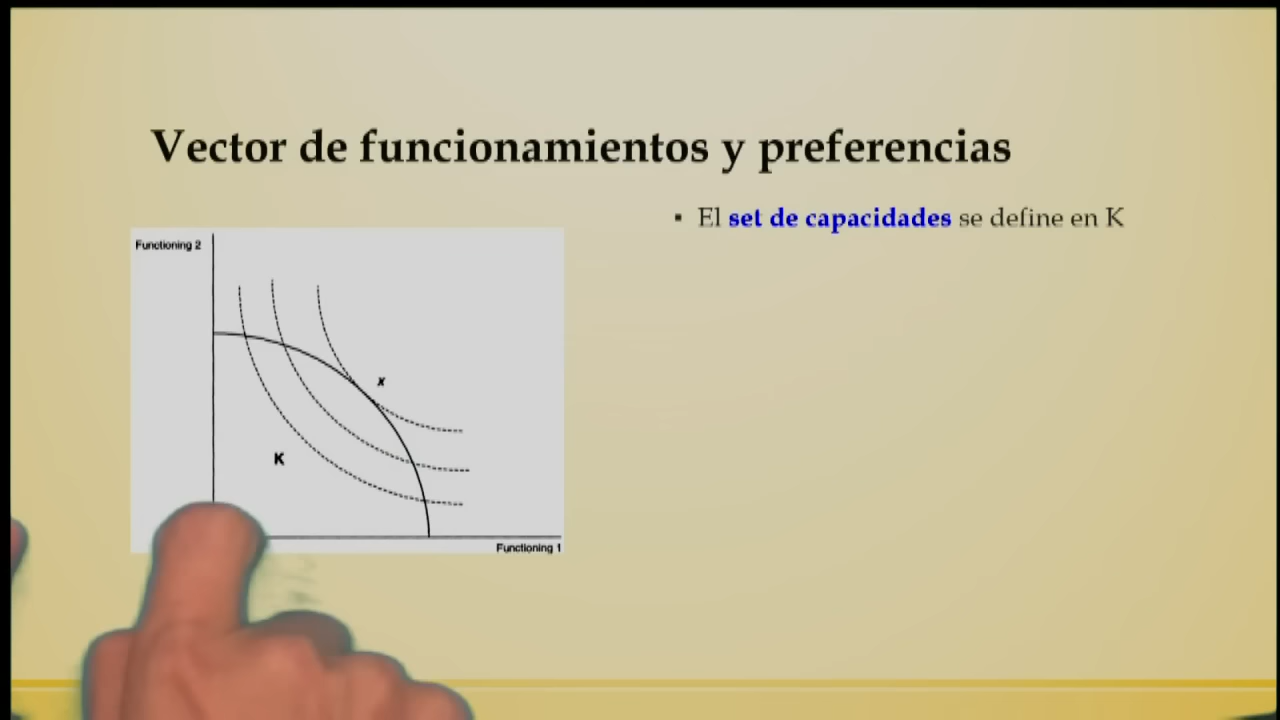 Vector de funcionamientos y preferencias
▪ El set de capacidades se define en K
Functioning 2
x
K
Functioning 1